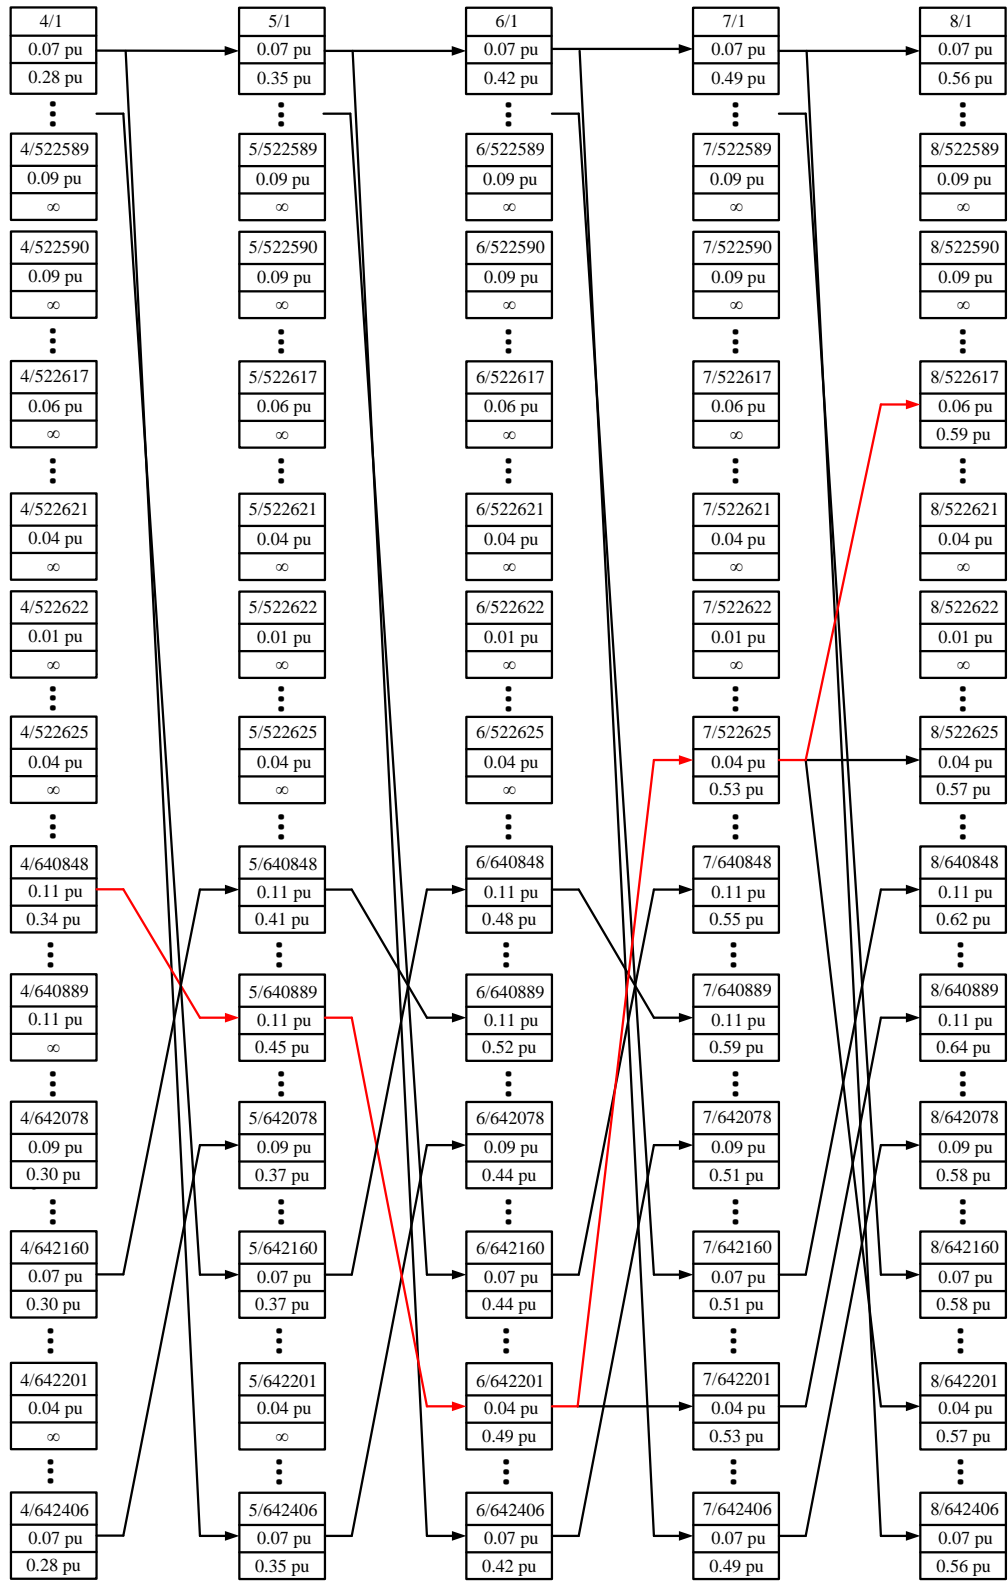 4/1
0.07 pu
0.28 pu
4/522589
0.09 pu
∞
4/522590
0.09 pu
∞
4/522617
0.06 pu
∞
4/522621
0.04 pu
∞
4/522622
0.01 pu
∞
4/522625
0.04 pu
∞
4/640848
0.11 pu
0.34 pu
4/640889
0.11 pu
∞
4/642078
0.09 pu
0.30 pu
4/642160
0.07 pu
0.30 pu
4/642201
0.04 pu
∞
4/642406
0.07 pu
0.28 pu
5/1
0.07 pu
0.35 pu
5/522589
0.09 pu
∞
5/522590
0.09 pu
∞
5/522617
0.06 pu
∞
5/522621
0.04 pu
∞
5/522622
0.01 pu
∞
5/522625
0.04 pu
∞
5/640848
0.11 pu
0.41 pu
5/640889
0.11 pu
0.45 pu
5/642078
0.09 pu
0.37 pu
5/642160
0.07 pu
0.37 pu
5/642201
0.04 pu
∞
5/642406
0.07 pu
0.35 pu
6/1
0.07 pu
0.42 pu
6/522589
0.09 pu
∞
6/522590
0.09 pu
∞
6/522617
0.06 pu
∞
6/522621
0.04 pu
∞
6/522622
0.01 pu
∞
6/522625
0.04 pu
∞
6/640848
0.11 pu
0.48 pu
6/640889
0.11 pu
0.52 pu
6/642078
0.09 pu
0.44 pu
6/642160
0.07 pu
0.44 pu
6/642201
0.04 pu
0.49 pu
6/642406
0.07 pu
0.42 pu
7/1
0.07 pu
0.49 pu
7/522589
0.09 pu
∞
7/522590
0.09 pu
∞
7/522617
0.06 pu
∞
7/522621
0.04 pu
∞
7/522622
0.01 pu
∞
7/522625
0.04 pu
0.53 pu
7/640848
0.11 pu
0.55 pu
7/640889
0.11 pu
0.59 pu
7/642078
0.09 pu
0.51 pu
7/642160
0.07 pu
0.51 pu
7/642201
0.04 pu
0.53 pu
7/642406
0.07 pu
0.49 pu
8/1
0.07 pu
0.56 pu
8/522589
0.09 pu
∞
8/522590
0.09 pu
∞
8/522617
0.06 pu
0.59 pu
8/522621
0.04 pu
∞
8/522622
0.01 pu
∞
8/522625
0.04 pu
0.57 pu
8/640848
0.11 pu
0.62 pu
8/640889
0.11 pu
0.64 pu
8/642078
0.09 pu
0.58 pu
8/642160
0.07 pu
0.58 pu
8/642201
0.04 pu
0.57 pu
8/642406
0.07 pu
0.56 pu